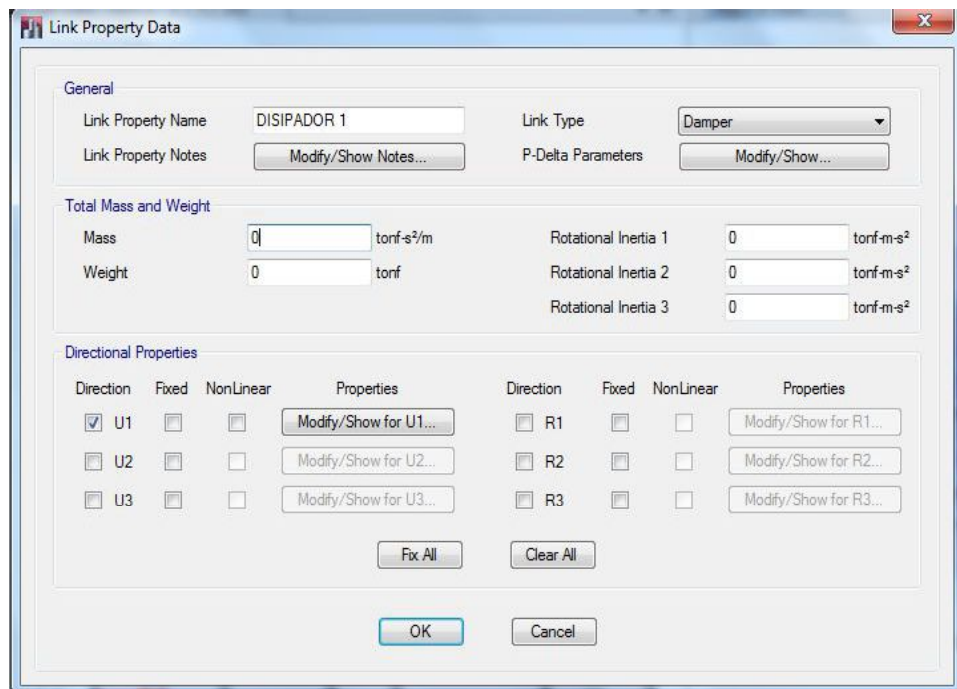 Link Property Data
General
Link Property Name DISIPADOR 1 Link Type Damper
Link Property Notes Modify/Show Notes... P-Delta Parameters Modify/Show...
Total Mass and Weight
Mass 0 tonf-s²/m Rotational Inertia 1 0 tonf-m-s²
Weight 0 tonf Rotational Inertia 2 0 tonf-m-s²
Rotational Inertia 3 0 tonf-m-s²
Directional Properties
Direction Fixed NonLinear Properties Direction Fixed NonLinear Properties
U1 Modify/Show for U1... R1 Modify/Show for R1...
U2 Modify/Show for U2... R2 Modify/Show for R2...
U3 Modify/Show for U3... R3 Modify/Show for R3...
Fix All Clear All
OK Cancel